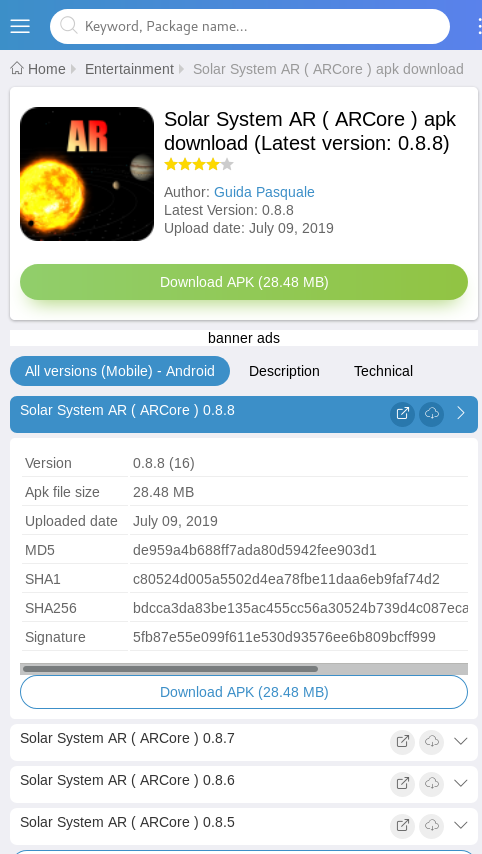 Keyword, Package name...
Home Entertainment Solar System AR ( ARCore ) apk download
AR
Solar System AR ( ARCore ) apk
download (Latest version: 0.8.8)
Author: Guida Pasquale
Latest Version: 0.8.8
Upload date: July 09, 2019
Download APK (28.48 MB)
banner ads
All versions (Mobile) - Android Description Technical
Solar System AR ( ARCore ) 0.8.8
Version 0.8.8 (16)
Apk file size 28.48 MB
Uploaded date July 09, 2019
MD5 de959a4b688ff7ada80d5942fee903d1
SHA1 c80524d005a5502d4ea78fbe11daa6eb9faf74d2
SHA256 bdcca3da83be135ac455cc56a30524b739d4c087eca
Signature 5fb87e55e099f611e530d93576ee6b809bcff999
Download APK (28.48 MB)
Solar System AR ( ARCore ) 0.8.7
Solar System AR ( ARCore ) 0.8.6
Solar System AR ( ARCore ) 0.8.5